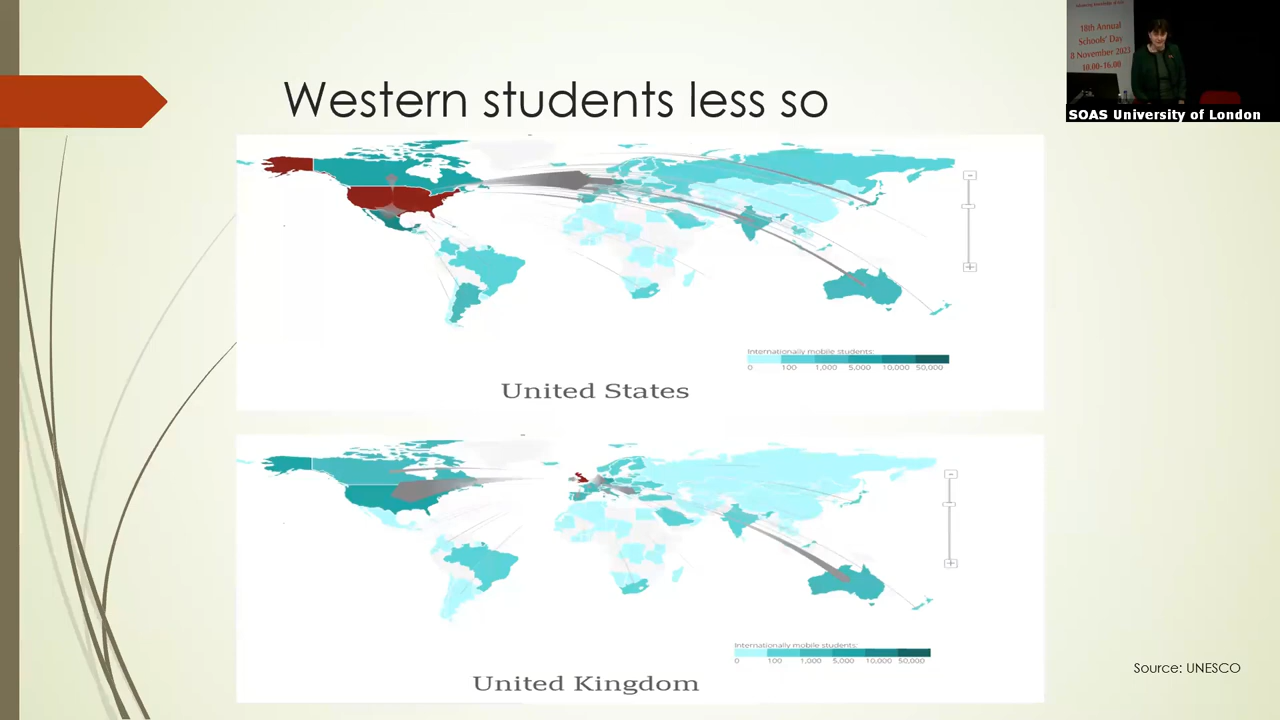 Western students less so
18th Annual
Schools' Day
8 November 2023
10.00-16.00
SOAS University of London
Internationally mobile students:
0 100 1,000 5,000 10,000 50,000
United States
Internationally mobile students:
0 100 1,000 5,000 10,000 50,000
United Kingdom
Source: UNESCO